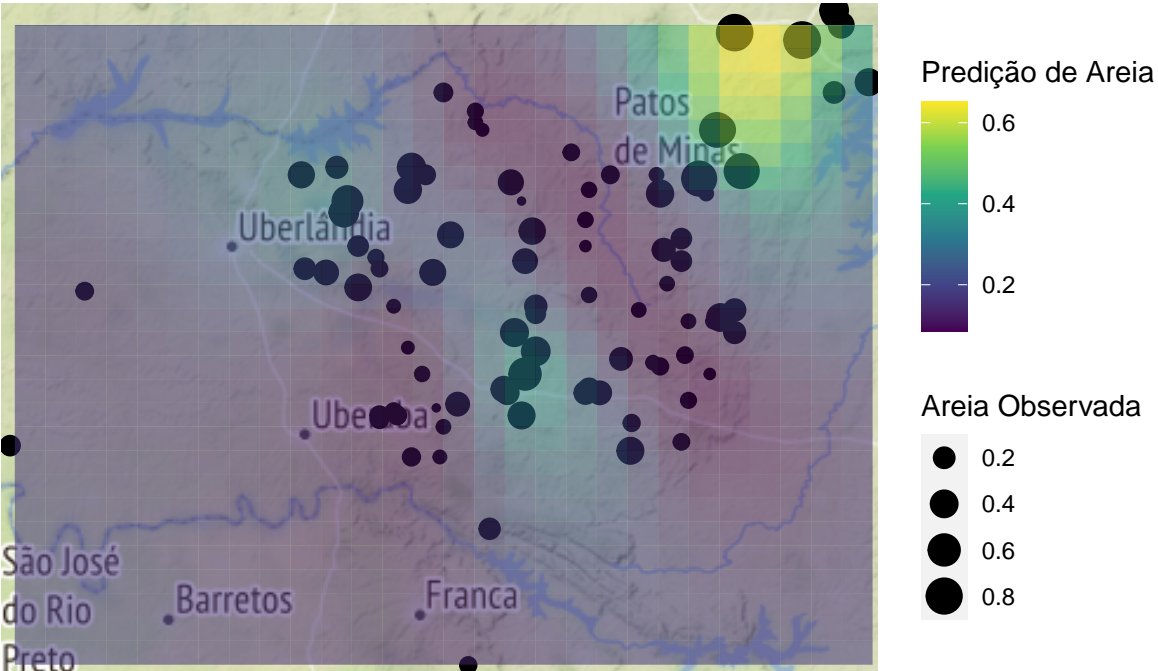 Patos
de Minas
Uberlândia
Uberaba
São José
do Rio
Preto
Barretos
Franca
Predição de Areia
0.6
0.4
0.2
Areia Observada
0.2
0.4
0.6
0.8